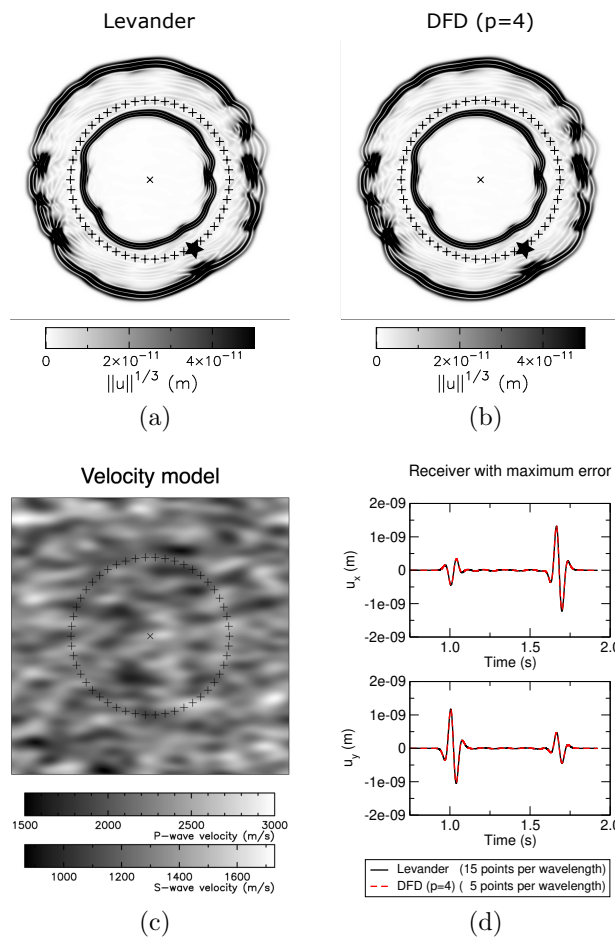 Levander
DFD (p=4)
0 2×10⁻¹¹ 4×10⁻¹¹
||u||¹/³ (m)
0 2×10⁻¹¹ 4×10⁻¹¹
||u||¹/³ (m)
(a)
(b)
Velocity model
1500 2000 2500 3000
P-wave velocity (m/s)
1000 1200 1400 1600
S-wave velocity (m/s)
(c)
Receiver with maximum error
2e-09
1e-09
0
-1e-09
-2e-09
u_x (m)
1.0 1.5 2.0
Time (s)
2e-09
1e-09
0
-1e-09
-2e-09
u_y (m)
1.0 1.5 2.0
Time (s)
Levander (15 points per wavelength)
DFD (p=4) ( 5 points per wavelength)
(d)